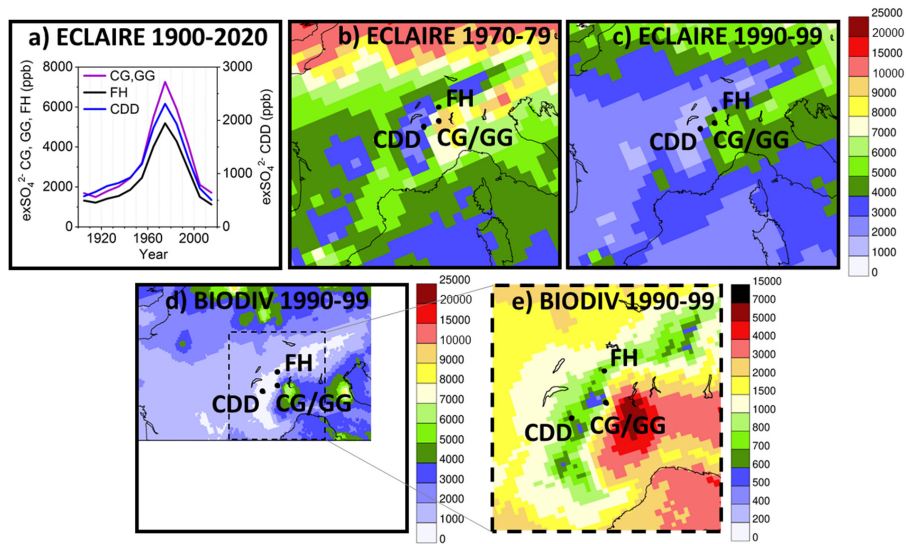 a) ECLAIRE 1900-2020
8000
6000
4000
2000
0
3000
2000
1000
0
CG,GG
FH
CDD
exSO₄²⁻ CG, GG, FH (ppb)
exSO₄²⁻ CDD (ppb)
1920 1960 2000
Year
b) ECLAIRE 1970-79
FH
CDD
CG/GG
c) ECLAIRE 1990-99
FH
CDD
CG/GG
25000
20000
15000
10000
9000
8000
7000
6000
5000
4000
3000
2000
1000
0
d) BIODIV 1990-99
FH
CDD
CG/GG
25000
20000
15000
10000
9000
8000
7000
6000
5000
4000
3000
2000
1000
0
e) BIODIV 1990-99
FH
CDD
CG/GG
15000
7000
5000
4000
3000
2000
1500
1000
800
700
600
500
400
200
0